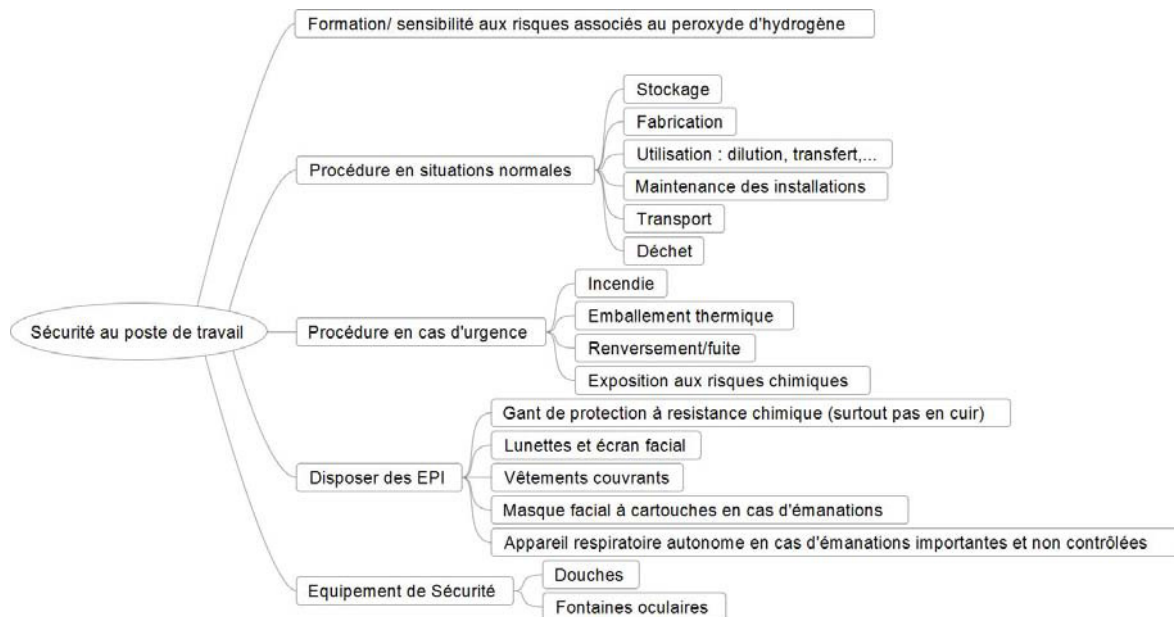 Formation/ sensibilité aux risques associés au peroxyde d'hydrogène
Stockage
Fabrication
Utilisation : dilution, transfert,...
Procédure en situations normales
Maintenance des installations
Transport
Déchet
Incendie
Emballement thermique
Sécurité au poste de travail
Procédure en cas d'urgence
Renversement/fuite
Exposition aux risques chimiques
Gant de protection à resistance chimique (surtout pas en cuir)
Lunettes et écran facial
Disposer des EPI
Vêtements couvrants
Masque facial à cartouches en cas d'émanations
Appareil respiratoire autonome en cas d'émanations importantes et non contrôlées
Equipement de Sécurité
Douches
Fontaines oculaires